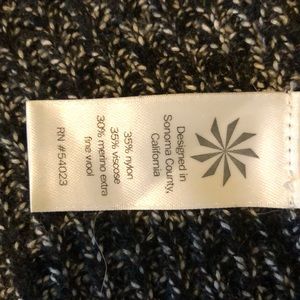 Designed in
Sonoma County,
California
35% nylon
35% viscose
30% merino extra
fine wool
RN #54023